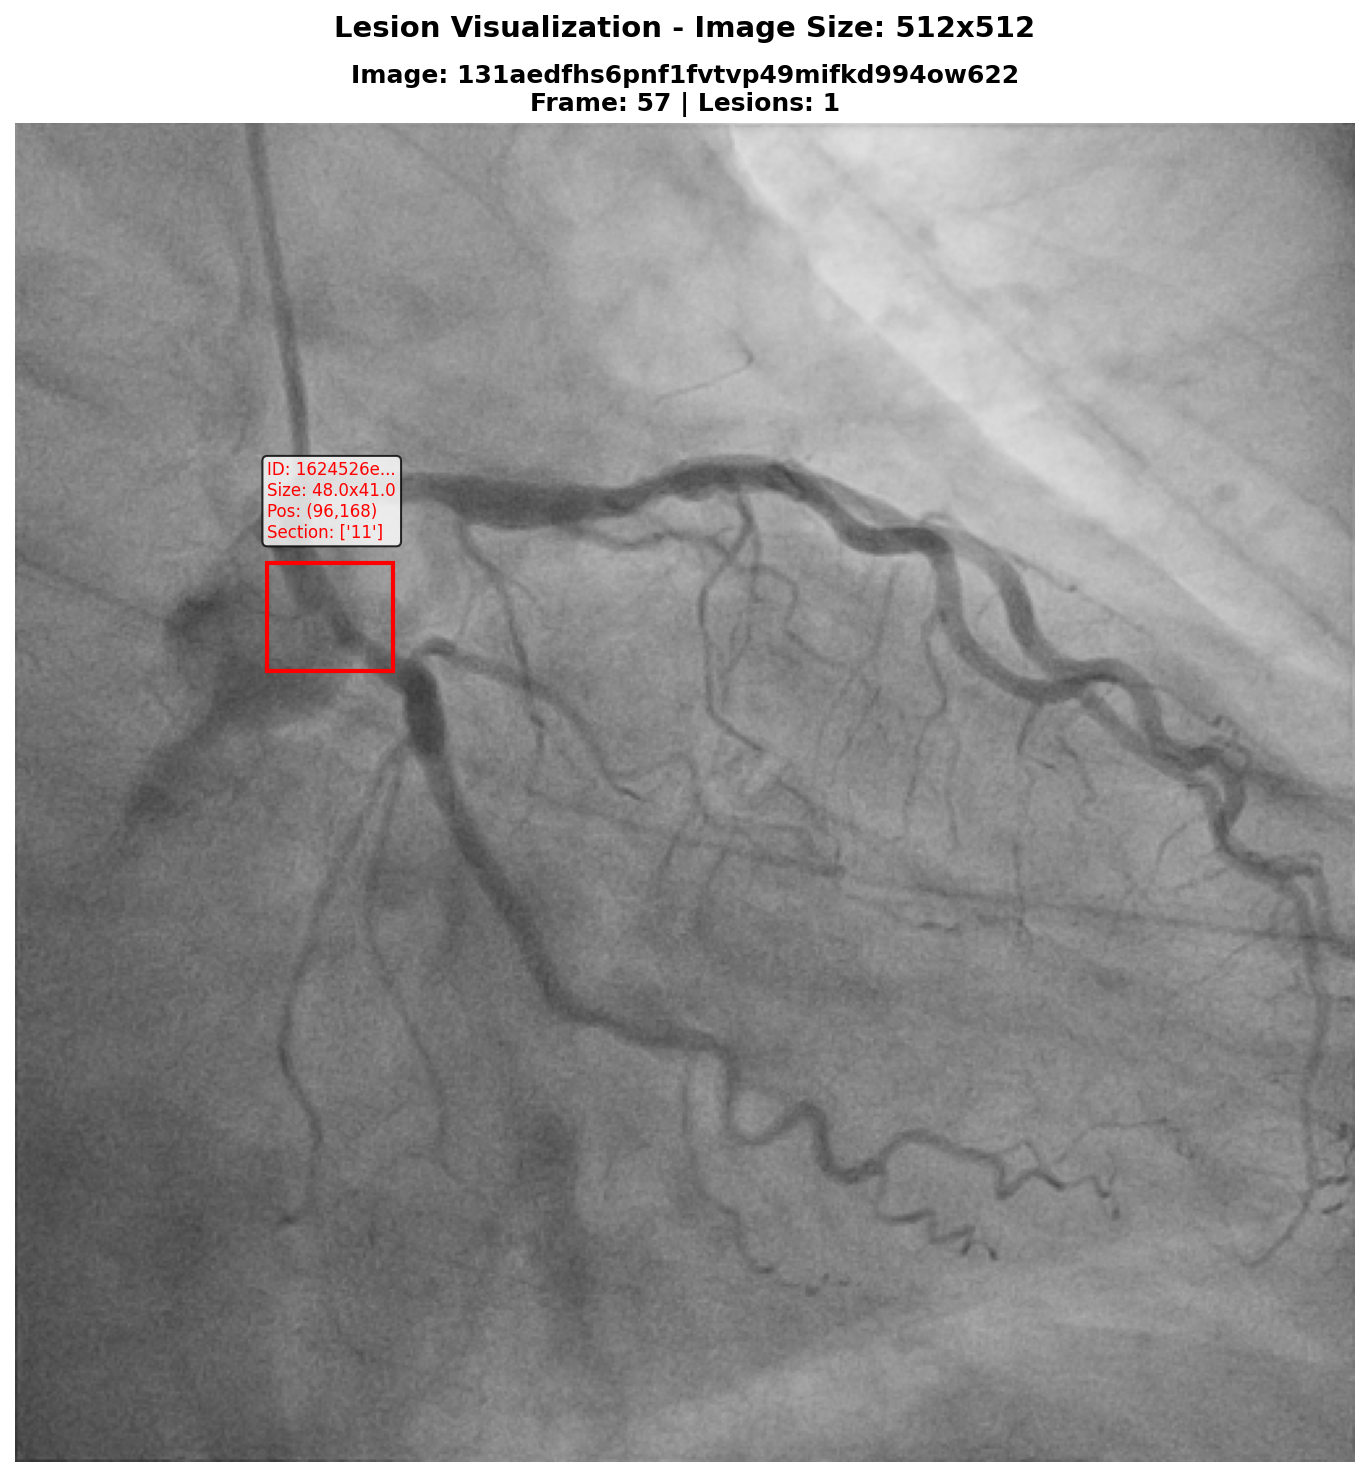 Lesion Visualization - Image Size: 512x512
Image: 131aedfhs6pnf1fvtvp49mifkd994ow622
Frame: 57 | Lesions: 1
ID: 1624526e...
Size: 48.0x41.0
Pos: (96,168)
Section: ['11']